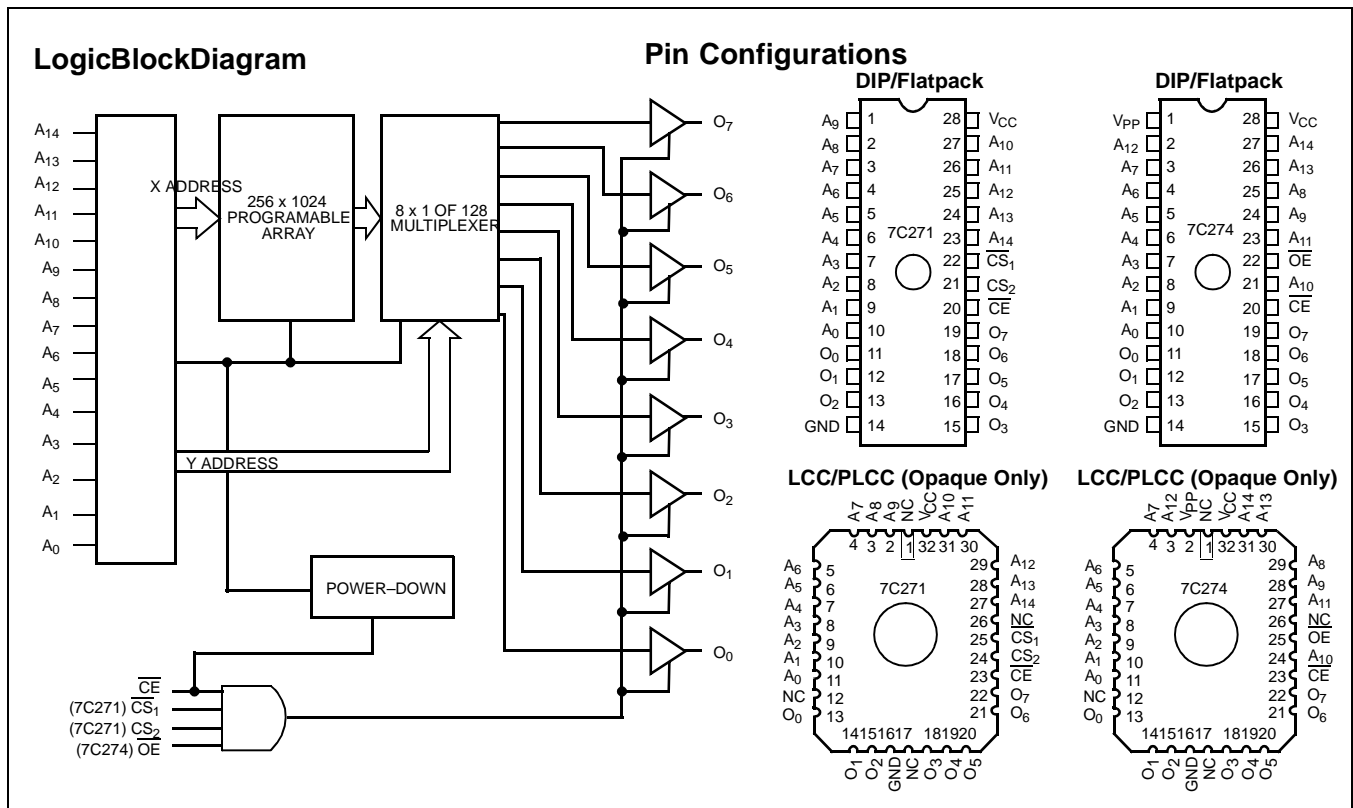 LogicBlockDiagram
Pin Configurations
A14
A13
A12
A11
A10
A9
A8
A7
A6
A5
A4
A3
A2
A1
A0
X ADDRESS
256 x 1024
PROGRAMABLE
ARRAY
8 x 1 OF 128
MULTIPLEXER
Y ADDRESS
POWER–DOWN
CE
(7C271) CS1
(7C271) CS2
(7C274) OE
O7
O6
O5
O4
O3
O2
O1
O0
DIP/Flatpack
A9 1 28 VCC
A8 2 27 A10
A7 3 26 A11
A6 4 25 A12
A5 5 24 A13
A4 6 7C271 23 A14
A3 7 22 CS1
A2 8 21 CS2
A1 9 20 CE
A0 10 19 O7
O0 11 18 O6
O1 12 17 O5
O2 13 16 O4
GND 14 15 O3
DIP/Flatpack
VPP 1 28 VCC
A12 2 27 A14
A7 3 26 A13
A6 4 25 A8
A5 5 24 A9
A4 6 7C274 23 A11
A3 7 22 OE
A2 8 21 A10
A1 9 20 CE
A0 10 19 O7
O0 11 18 O6
O1 12 17 O5
O2 13 16 O4
GND 14 15 O3
LCC/PLCC (Opaque Only)
A7 A8 A9 NC VCC A10 A11
4 3 2 1 32 31 30
A6 5 29 A12
A5 6 7C271 28 A13
A4 7 27 A14
A3 8 26 NC
A2 9 25 CS1
A1 10 24 CS2
A0 11 23 CE
NC 12 22 O7
O0 13 21 O6
14 15 16 17 18 19 20
O1 O2 GND NC O3 O4 O5
LCC/PLCC (Opaque Only)
A7 A12 VPP NC VCC A14 A13
4 3 2 1 32 31 30
A6 5 29 A8
A5 6 7C274 28 A9
A4 7 27 A11
A3 8 26 NC
A2 9 25 OE
A1 10 24 A10
A0 11 23 CE
NC 12 22 O7
O0 13 21 O6
14 15 16 17 18 19 20
O1 O2 GND NC O3 O4 O5